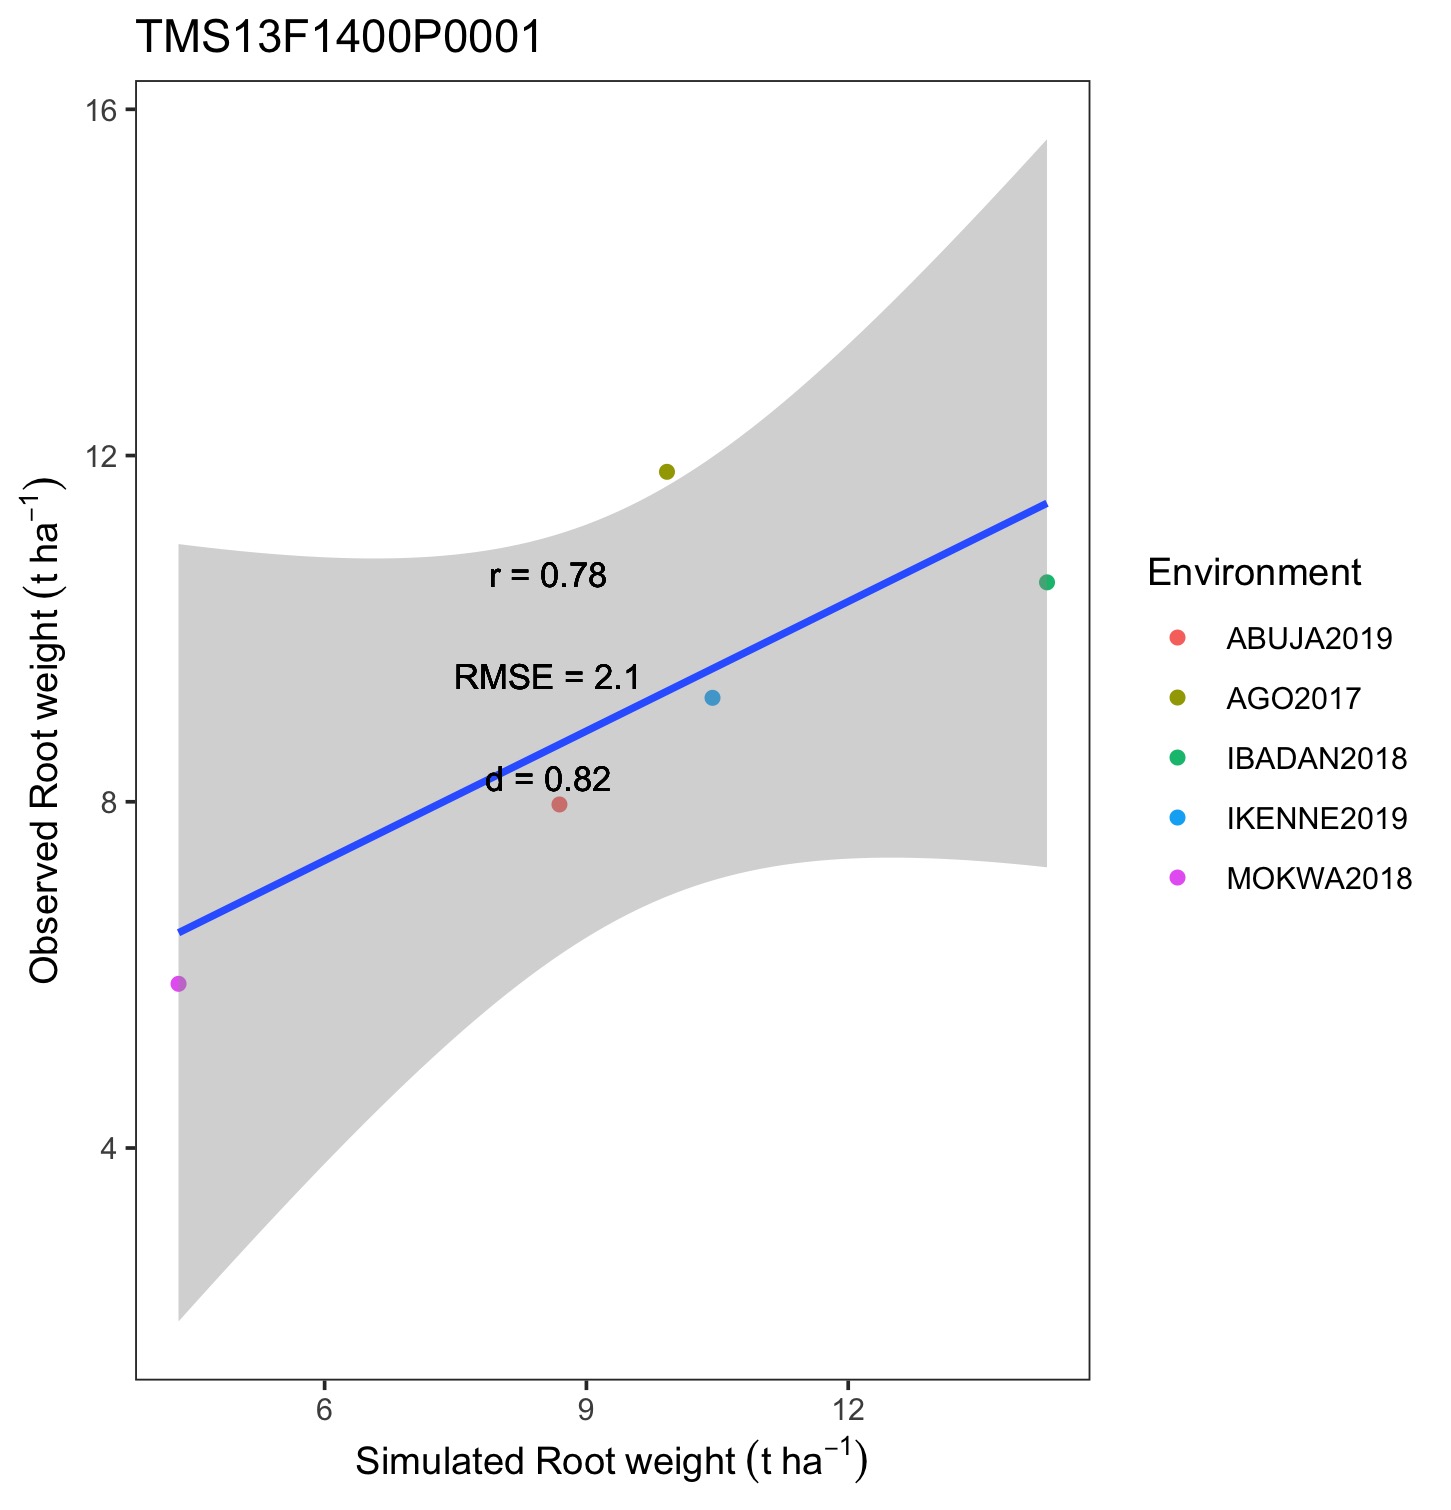 TMS13F1400P0001
16
12
8
4
Observed Root weight (t ha⁻¹)
r = 0.78
RMSE = 2.1
d = 0.82
6
9
12
Simulated Root weight (t ha⁻¹)
Environment
ABUJA2019
AGO2017
IBADAN2018
IKENNE2019
MOKWA2018